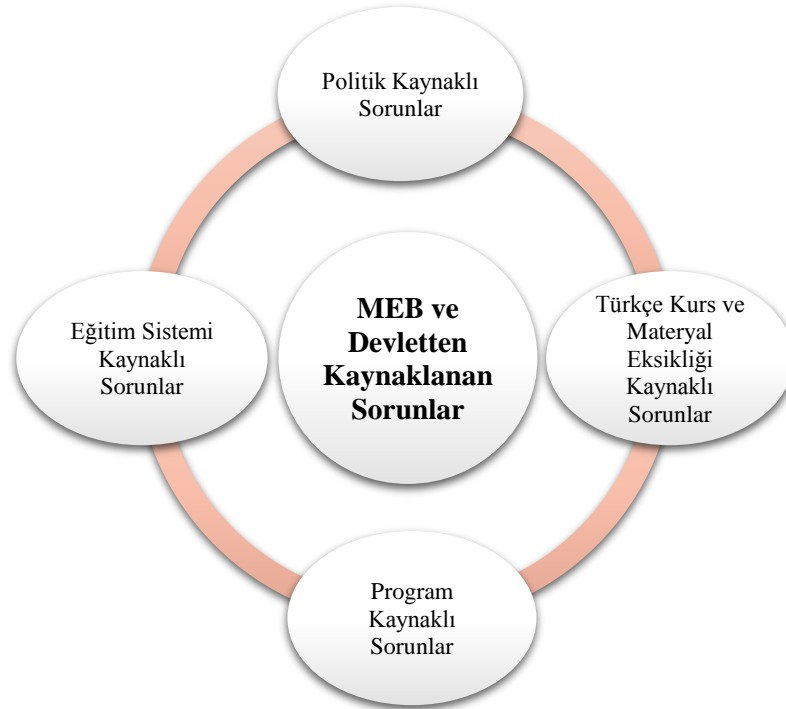 Politik Kaynaklı
Sorunlar
MEB ve
Devletten
Kaynaklanan
Sorunlar
Türkçe Kurs ve
Materyal
Eksikliği
Kaynaklı
Sorunlar
Program
Kaynaklı
Sorunlar
Eğitim Sistemi
Kaynaklı
Sorunlar